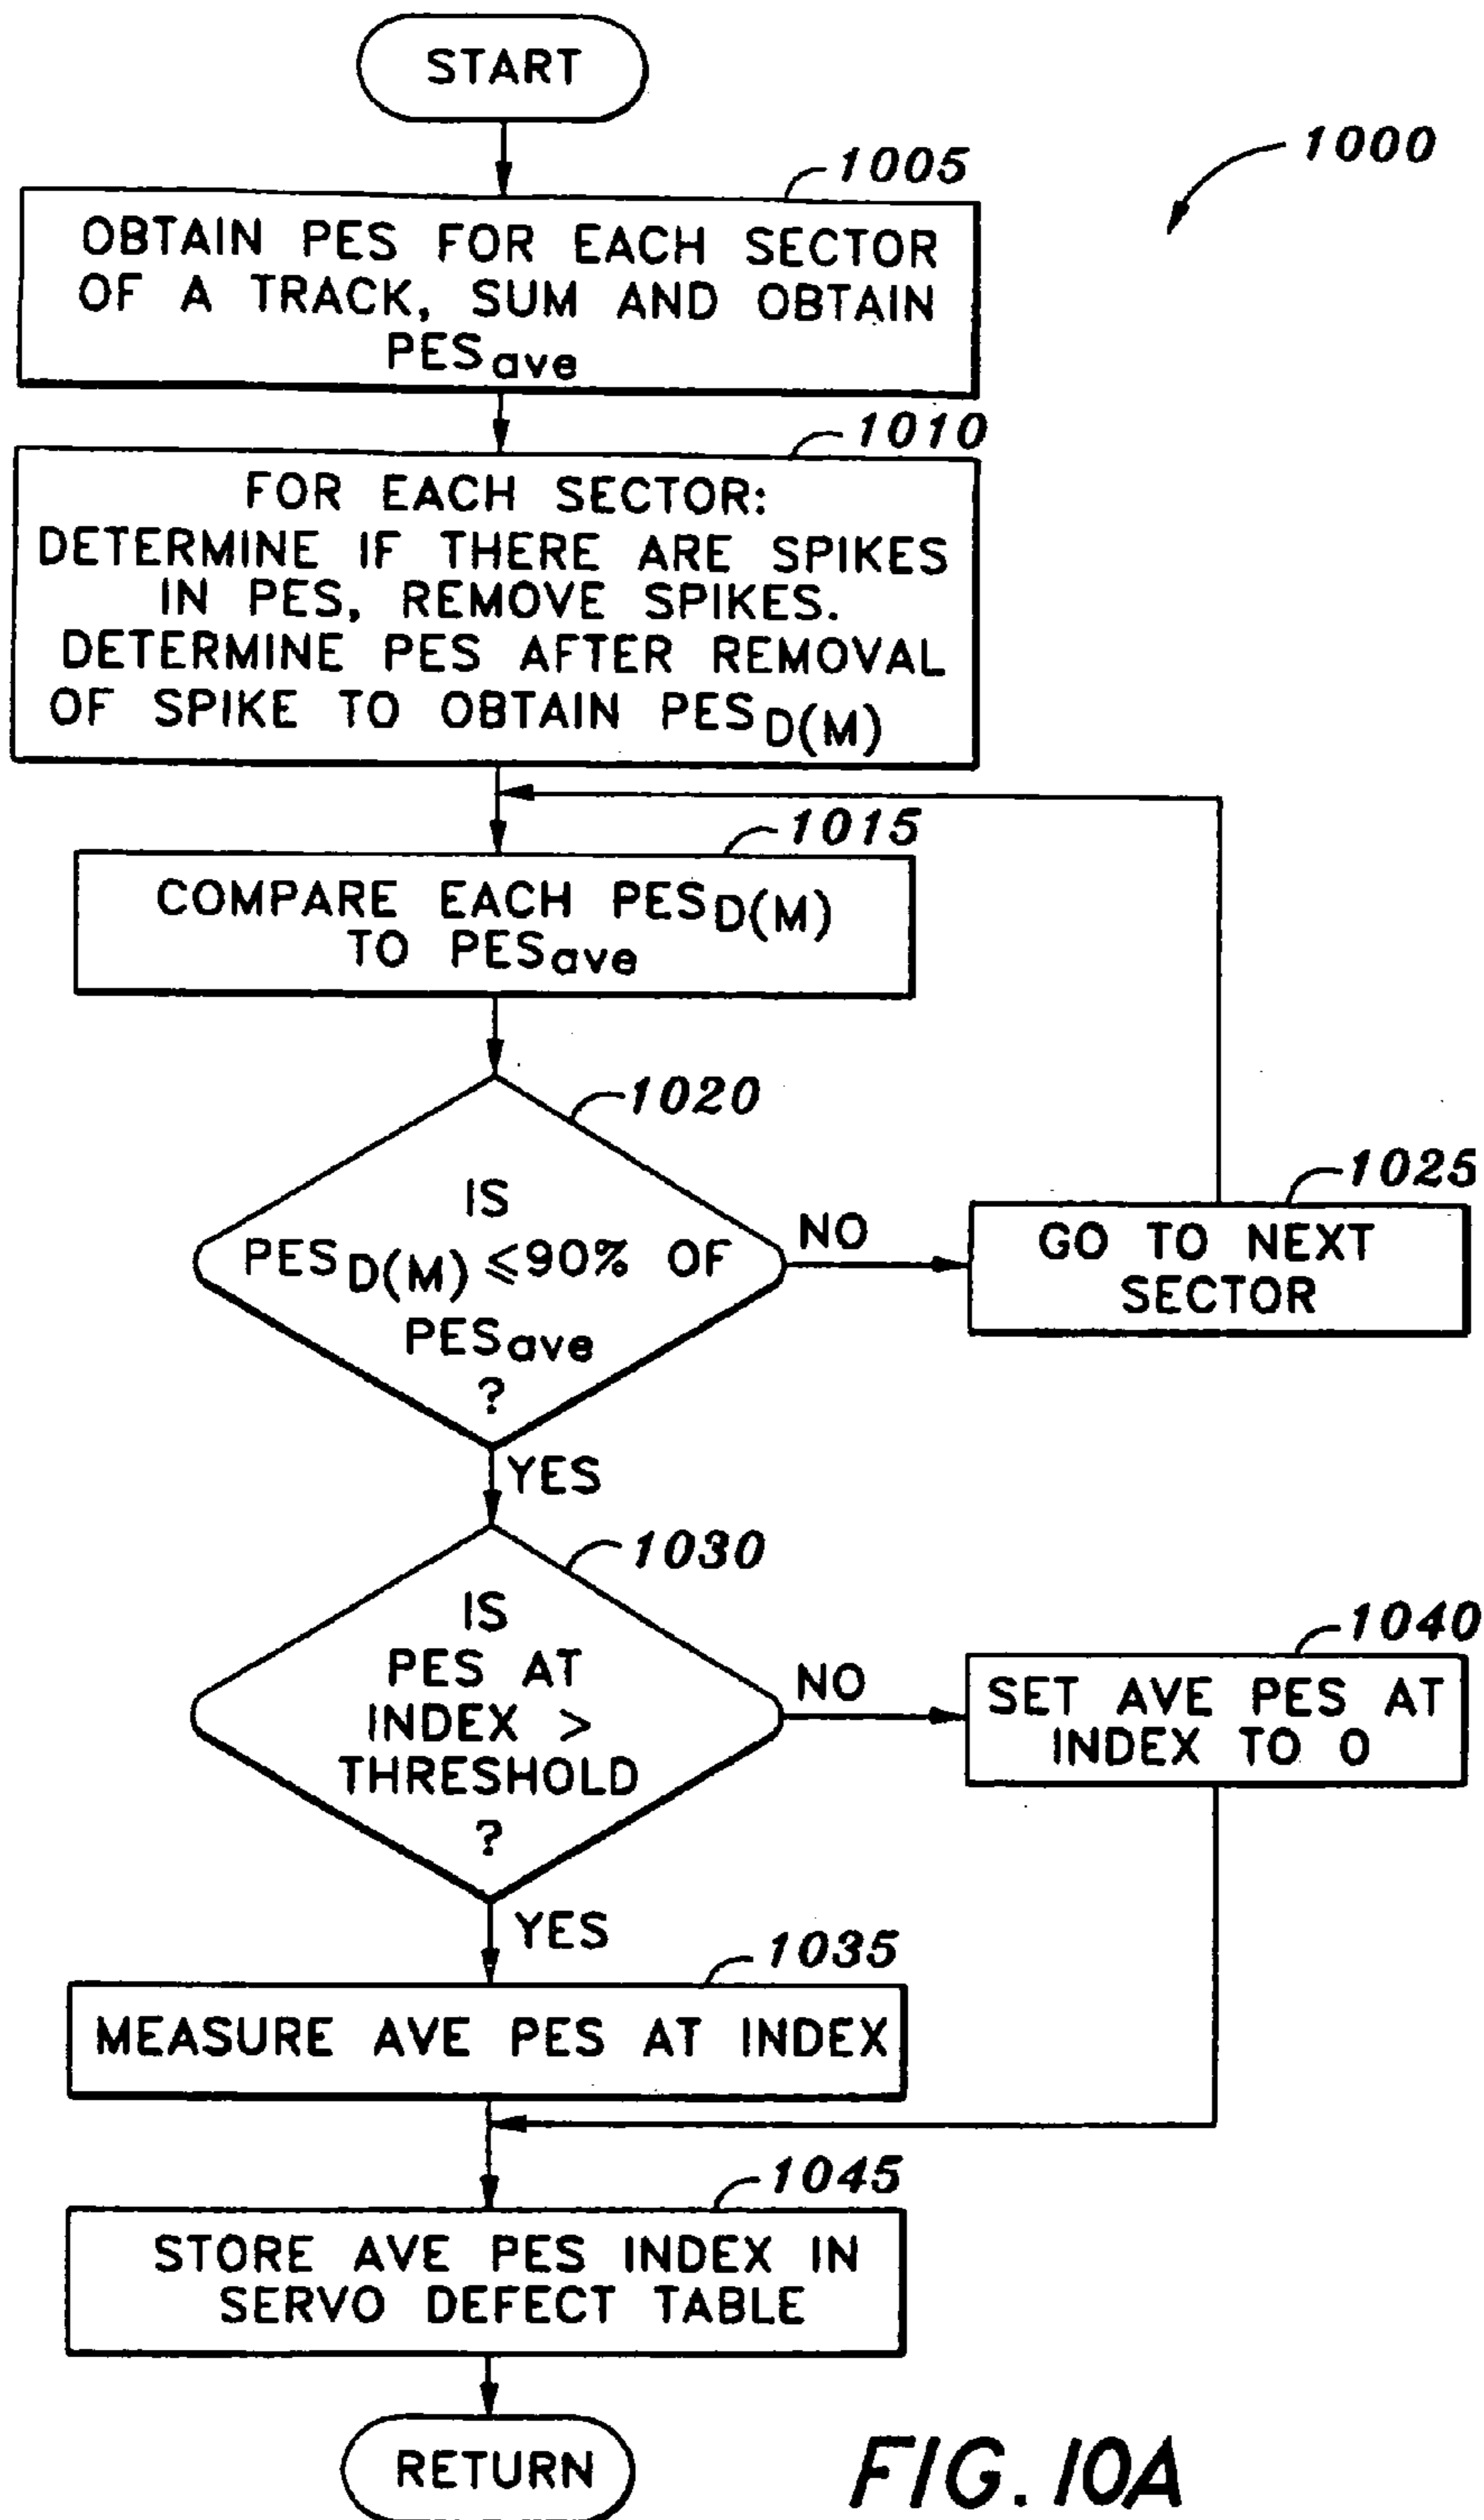 START
1000
1005
OBTAIN PES FOR EACH SECTOR
OF A TRACK, SUM AND OBTAIN
PESave
1010
FOR EACH SECTOR:
DETERMINE IF THERE ARE SPIKES
IN PES, REMOVE SPIKES.
DETERMINE PES AFTER REMOVAL
OF SPIKE TO OBTAIN PESD(M)
1015
COMPARE EACH PESD(M)
TO PESave
1020
IS
PESD(M) ≤90% OF
PESave
?
NO
1025
GO TO NEXT
SECTOR
YES
1030
IS
PES AT
INDEX >
THRESHOLD
?
NO
1040
SET AVE PES AT
INDEX TO 0
YES
1035
MEASURE AVE PES AT INDEX
1045
STORE AVE PES INDEX IN
SERVO DEFECT TABLE
RETURN
FIG. 10A